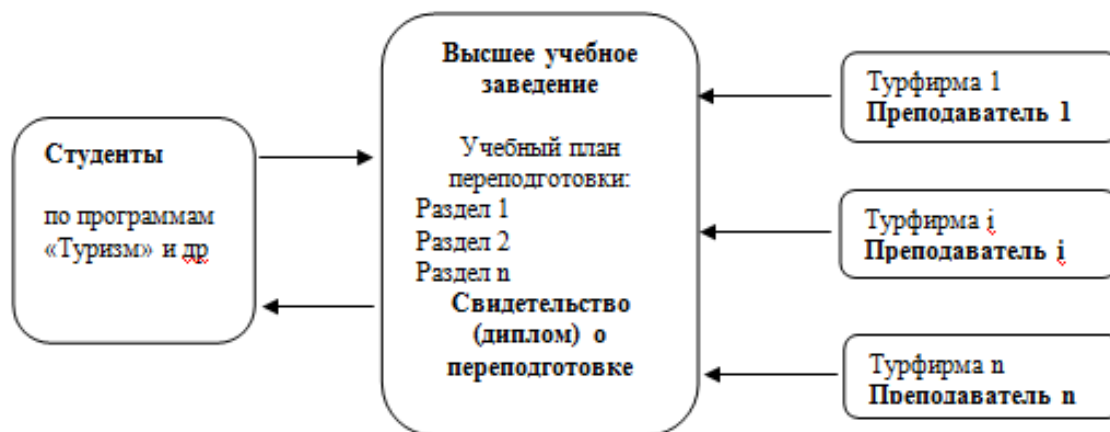 Студенты
по программам
«Туризм» и др
Высшее учебное
заведение
Учебный план
переподготовки:
Раздел 1
Раздел 2
Раздел n
Свидетельство
(диплом) о
переподготовке
Турфирма 1
Преподаватель 1
Турфирма i
Преподаватель i
Турфирма n
Преподаватель n